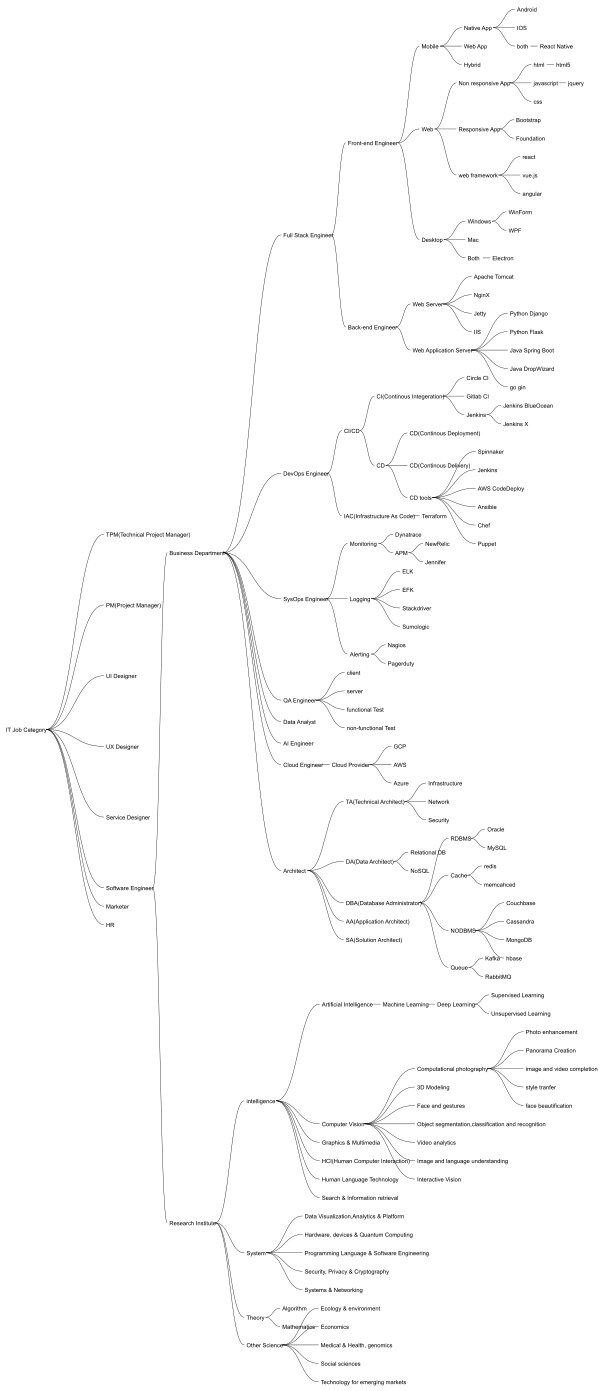 Android
Native App
IOS
both
React Native
Mobile
Web App
Hybrid
html
html5
Non responsive App
javascript
jquery
css
Bootstrap
Web
Responsive App
Foundation
Front-end Engineer
react
web framework
vue.js
angular
WinForm
Windows
WPF
Desktop
Mac
Both
Electron
Full Stack Engineer
Apache Tomcat
NginX
Web Server
Jetty
IIS
Back-end Engineer
Python Django
Python Flask
Web Application Server
Java Spring Boot
Java DropWizard
go gin
Circle CI
CI(Continous Integeration)
Gitlab CI
Jenkins
Jenkins BlueOcean
Jenkins X
CI/CD
CD(Continous Deployment)
CD
CD(Continous Delivery)
Spinnaker
Jenkins
AWS CodeDeploy
CD tools
Ansible
Chef
Puppet
DevOps Engineer
IAC(Infrastructure As Code)
Terraform
TPM(Technical Project Manager)
Business Department
Dynatrace
Monitoring
APM
NewRelic
Jennifer
SysOps Engineer
ELK
EFK
Logging
Stackdriver
Sumologic
Nagios
Alerting
Pagerduty
PM(Project Manager)
client
server
QA Engineer
functional Test
non-functional Test
UI Designer
Data Analyst
AI Engineer
IT Job Category
UX Designer
GCP
Cloud Engineer
Cloud Provider
AWS
Azure
Infrastructure
TA(Technical Architect)
Network
Security
Service Designer
Relational DB
DA(Data Architect)
NoSQL
Architect
Oracle
RDBMS
MySQL
redis
Cache
memcahced
DBA(Database Administrator)
Couchbase
Cassandra
NODBMS
MongoDB
hbase
Kafka
Queue
RabbitMQ
AA(Application Architect)
SA(Solution Architect)
Software Engineer
Marketer
HR
Artificial Intelligence
Machine Learning
Deep Learning
Supervised Learning
Unsupervised Learning
Photo enhancement
Panorama Creation
Computational photography
image and video completion
style tranfer
face beautification
3D Modeling
intelligence
Face and gestures
Computer Vision
Object segmentation,classification and recognition
Video analytics
Image and language understanding
Interactive Vision
Graphics & Multimedia
HCI(Human Computer Interaction)
Human Language Technology
Search & Information retrieval
Research Institute
Data Visualization,Analytics & Platform
Hardware. devices & Quantum Computing
System
Programming Language & Software Engineering
Security, Privacy & Cryptography
Systems & Networking
Algorithm
Theory
Mathematics
Ecology & environment
Economics
Other Science
Medical & Health, genomics
Social sciences
Technology for emerging markets